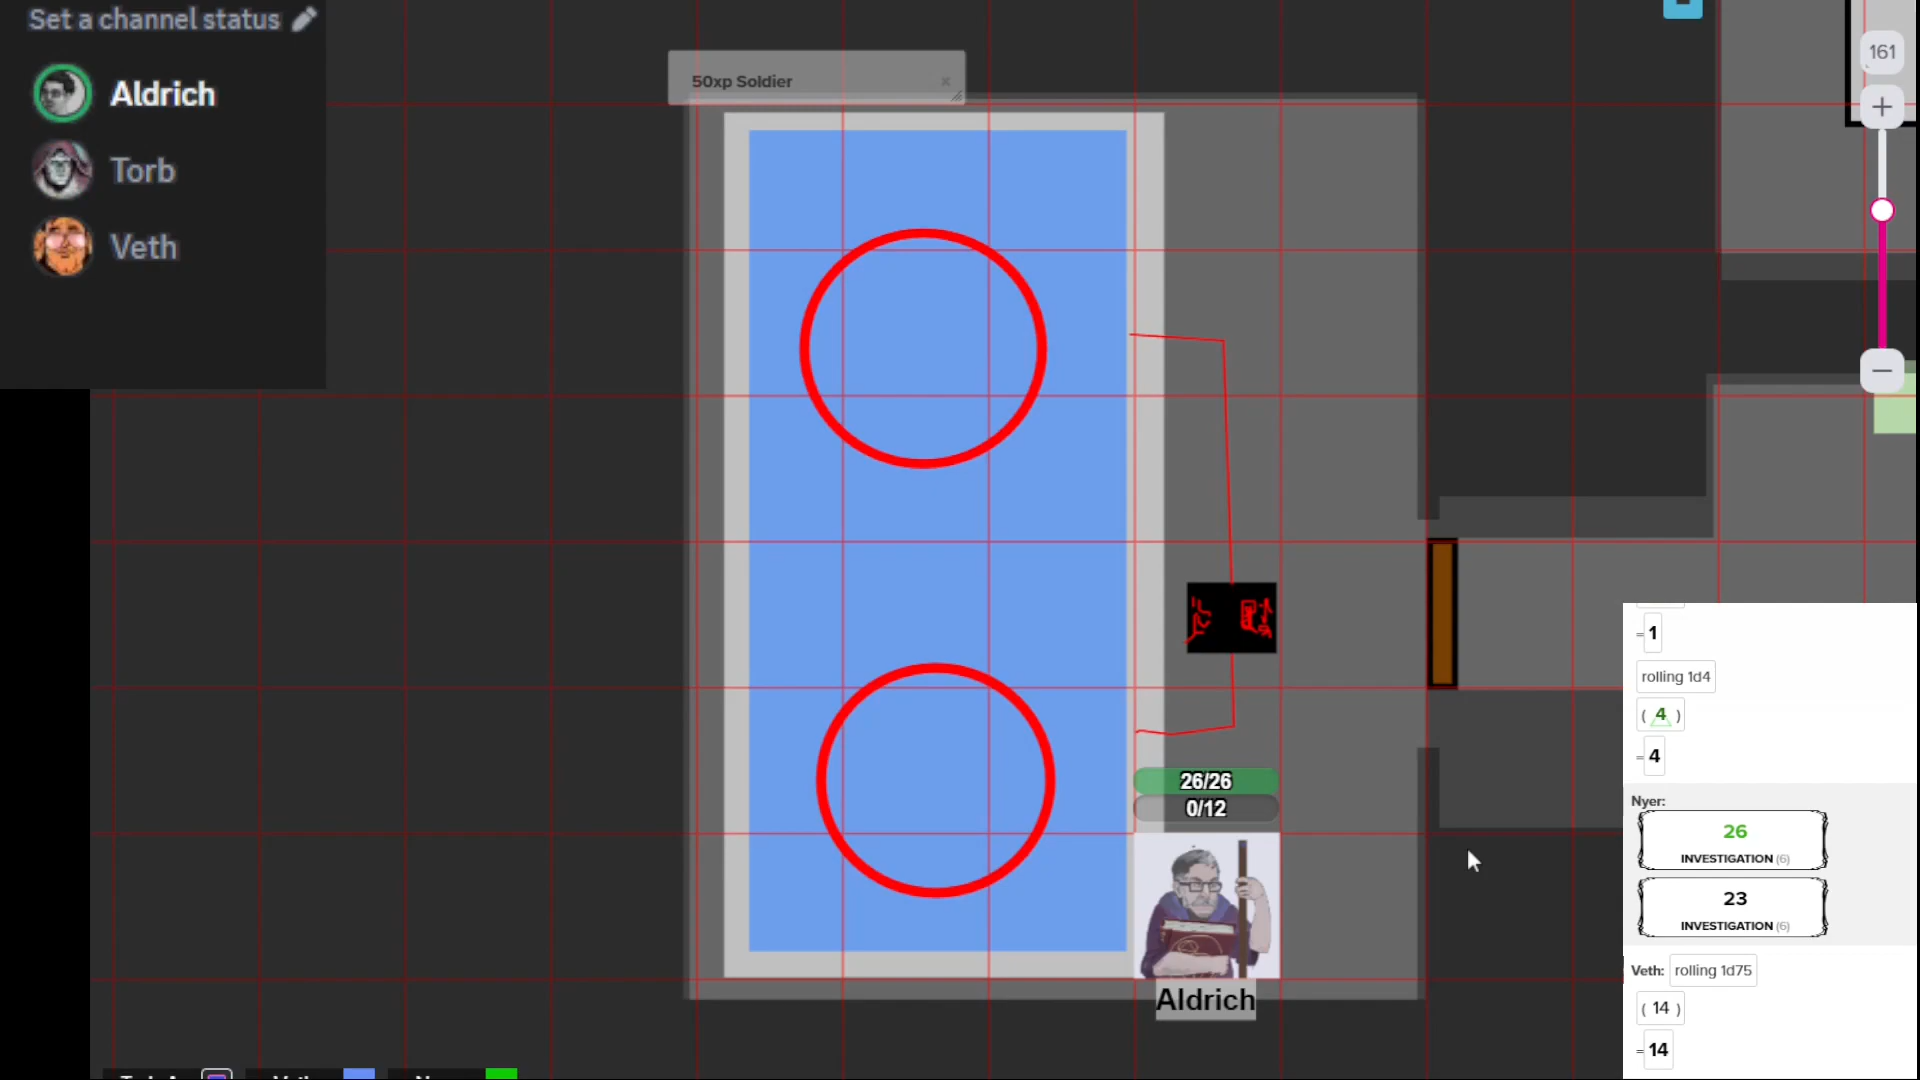 Set a channel status
Aldrich
Torb
Veth
50xp Soldier
161
26/26
0/12
Aldrich
=1
rolling 1d4
( 4 )
=4
Nyer:
26
INVESTIGATION (6)
23
INVESTIGATION (6)
Veth: rolling 1d75
( 14 )
=14